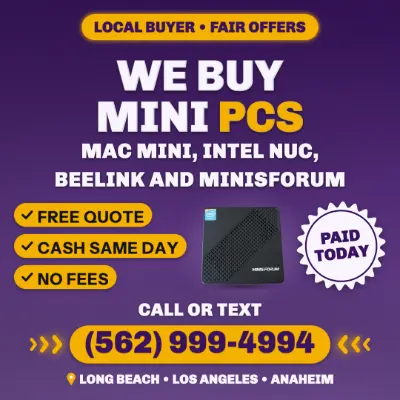 LOCAL BUYER • FAIR OFFERS
WE BUY
MINI PCS
MAC MINI, INTEL NUC,
BEELINK AND MINISFORUM
FREE QUOTE
CASH SAME DAY
NO FEES
MINISFORUM
PAID
TODAY
CALL OR TEXT
(562) 999-4994
LONG BEACH • LOS ANGELES • ANAHEIM